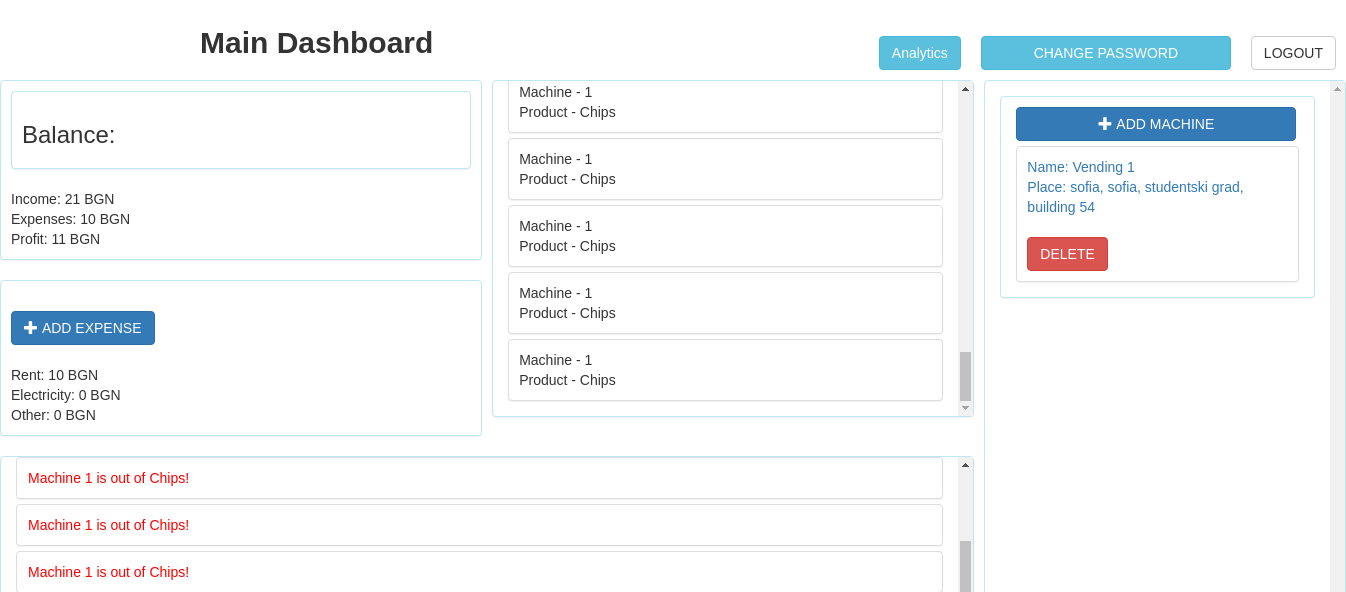 Main Dashboard
Analytics
CHANGE PASSWORD
LOGOUT
Balance:
Income: 21 BGN
Expenses: 10 BGN
Profit: 11 BGN
ADD EXPENSE
Rent: 10 BGN
Electricity: 0 BGN
Other: 0 BGN
Machine - 1
Product - Chips
Machine - 1
Product - Chips
Machine - 1
Product - Chips
Machine - 1
Product - Chips
Machine - 1
Product - Chips
ADD MACHINE
Name: Vending 1
Place: sofia, sofia, studentski grad,
building 54
DELETE
Machine 1 is out of Chips!
Machine 1 is out of Chips!
Machine 1 is out of Chips!